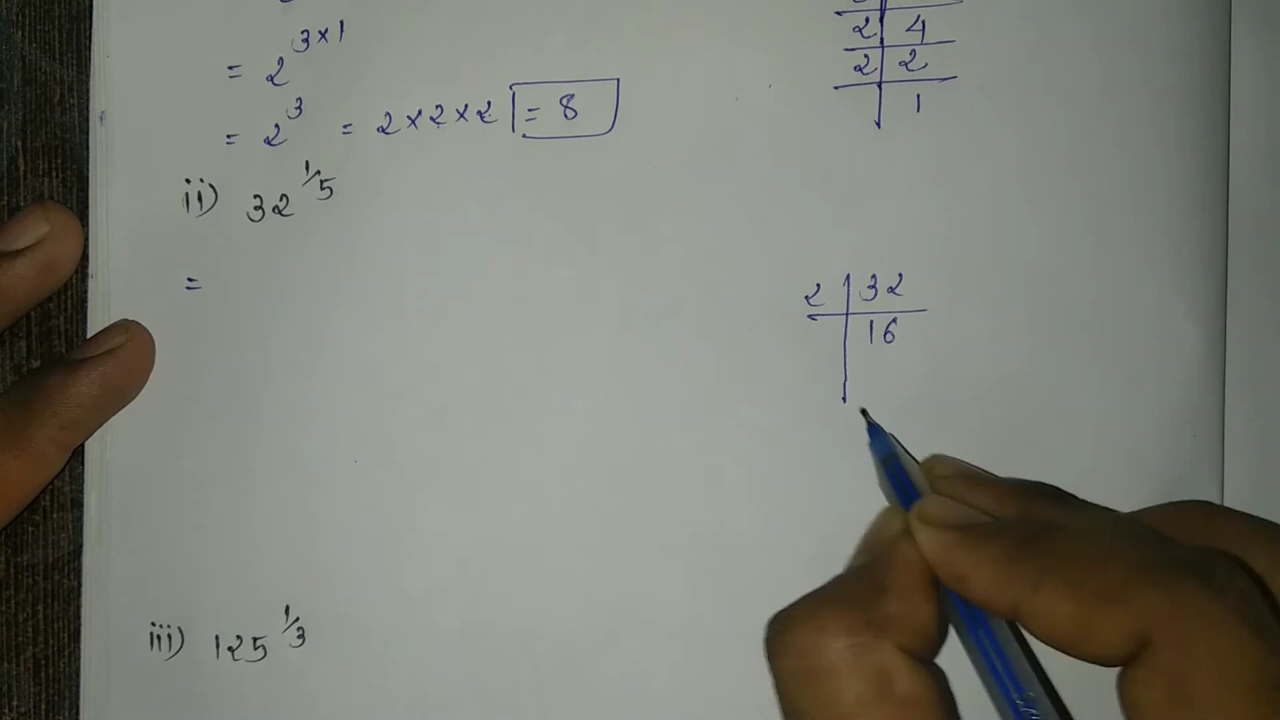 = 2^{3×1}
= 2^3 = 2×2×2 = 8
ii) 32^{1/5}
=
iii) 125^{1/3}
2 | 4
2 | 2
| 1
2 | 32
| 16